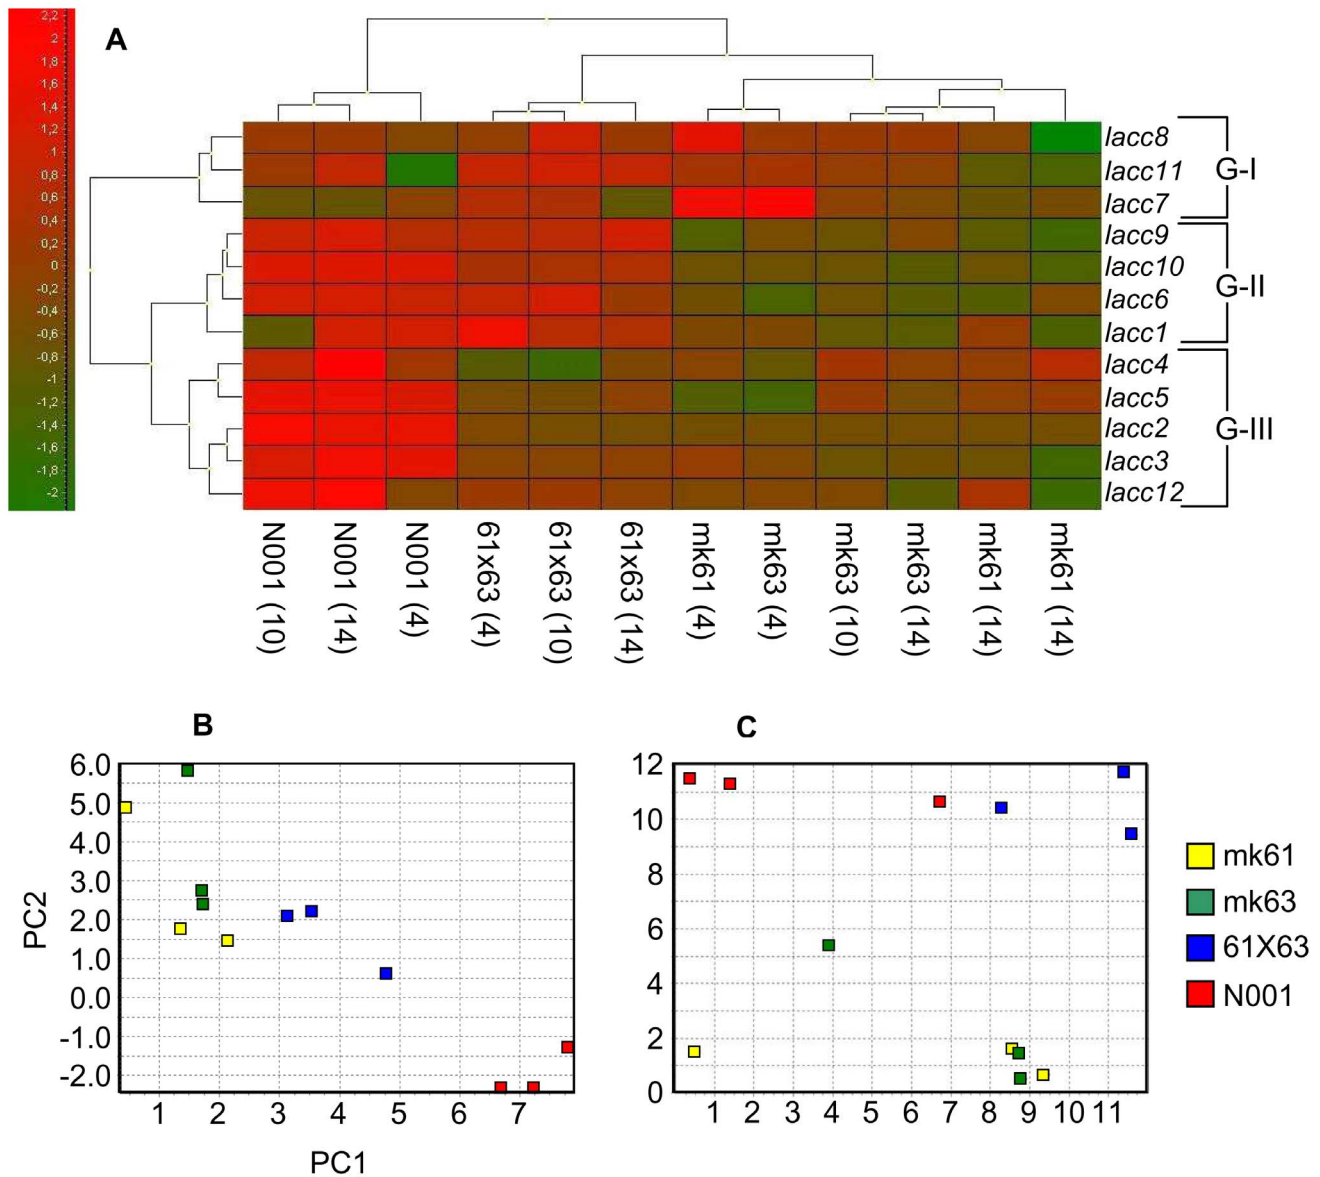 A
2,2
2
1,8
1,6
1,4
1,2
1
0,8
0,6
0,4
0,2
0
-0,2
-0,4
-0,6
-0,8
-1
-1,2
-1,4
-1,6
-1,8
-2
lacc8
lacc11
lacc7
lacc9
lacc10
lacc6
lacc1
lacc4
lacc5
lacc2
lacc3
lacc12
G-I
G-II
G-III
N001 (10)
N001 (14)
N001 (4)
61x63 (4)
61x63 (10)
61x63 (14)
mk61 (4)
mk63 (4)
mk63 (10)
mk63 (14)
mk61 (14)
mk61 (14)
B
6.0
5.0
4.0
3.0
2.0
1.0
0.0
-1.0
-2.0
PC2
1 2 3 4 5 6 7
PC1
C
12
10
8
6
4
2
0
1 2 3 4 5 6 7 8 9 10 11
mk61
mk63
61X63
N001